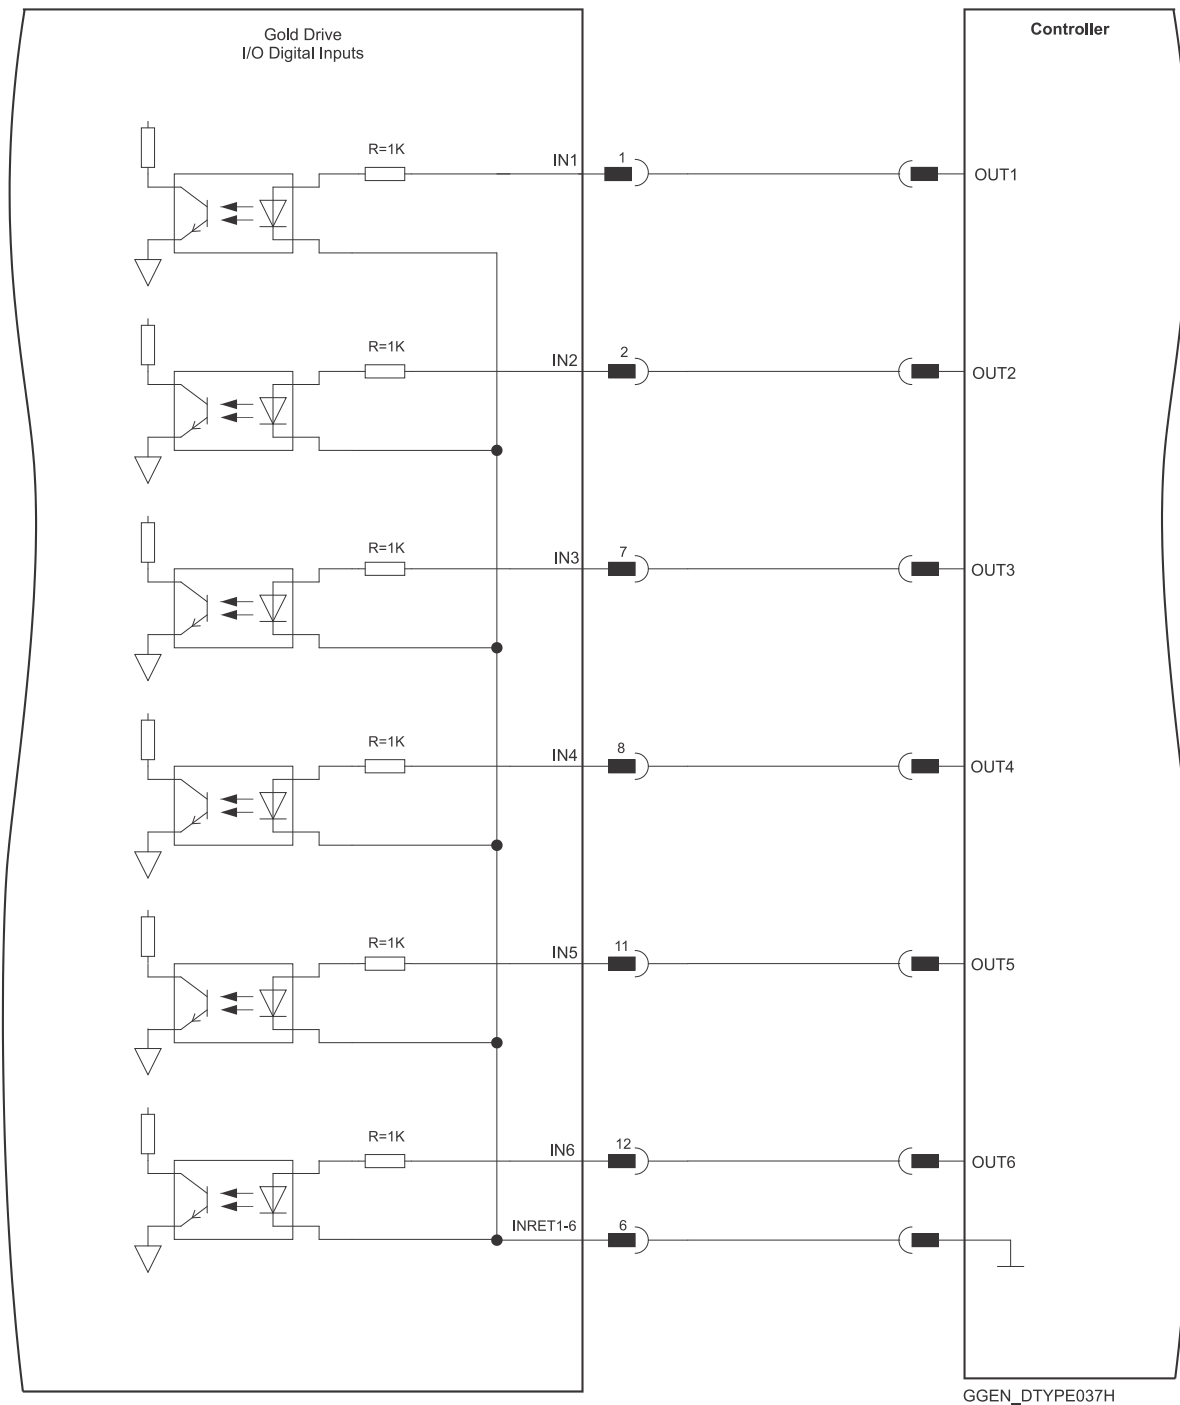 Gold Drive
I/O Digital Inputs
Controller
R=1K
IN1
1
OUT1
R=1K
IN2
2
OUT2
R=1K
IN3
7
OUT3
R=1K
IN4
8
OUT4
R=1K
IN5
11
OUT5
R=1K
IN6
12
OUT6
INRET1-6
6
GGEN_DTYPE037H